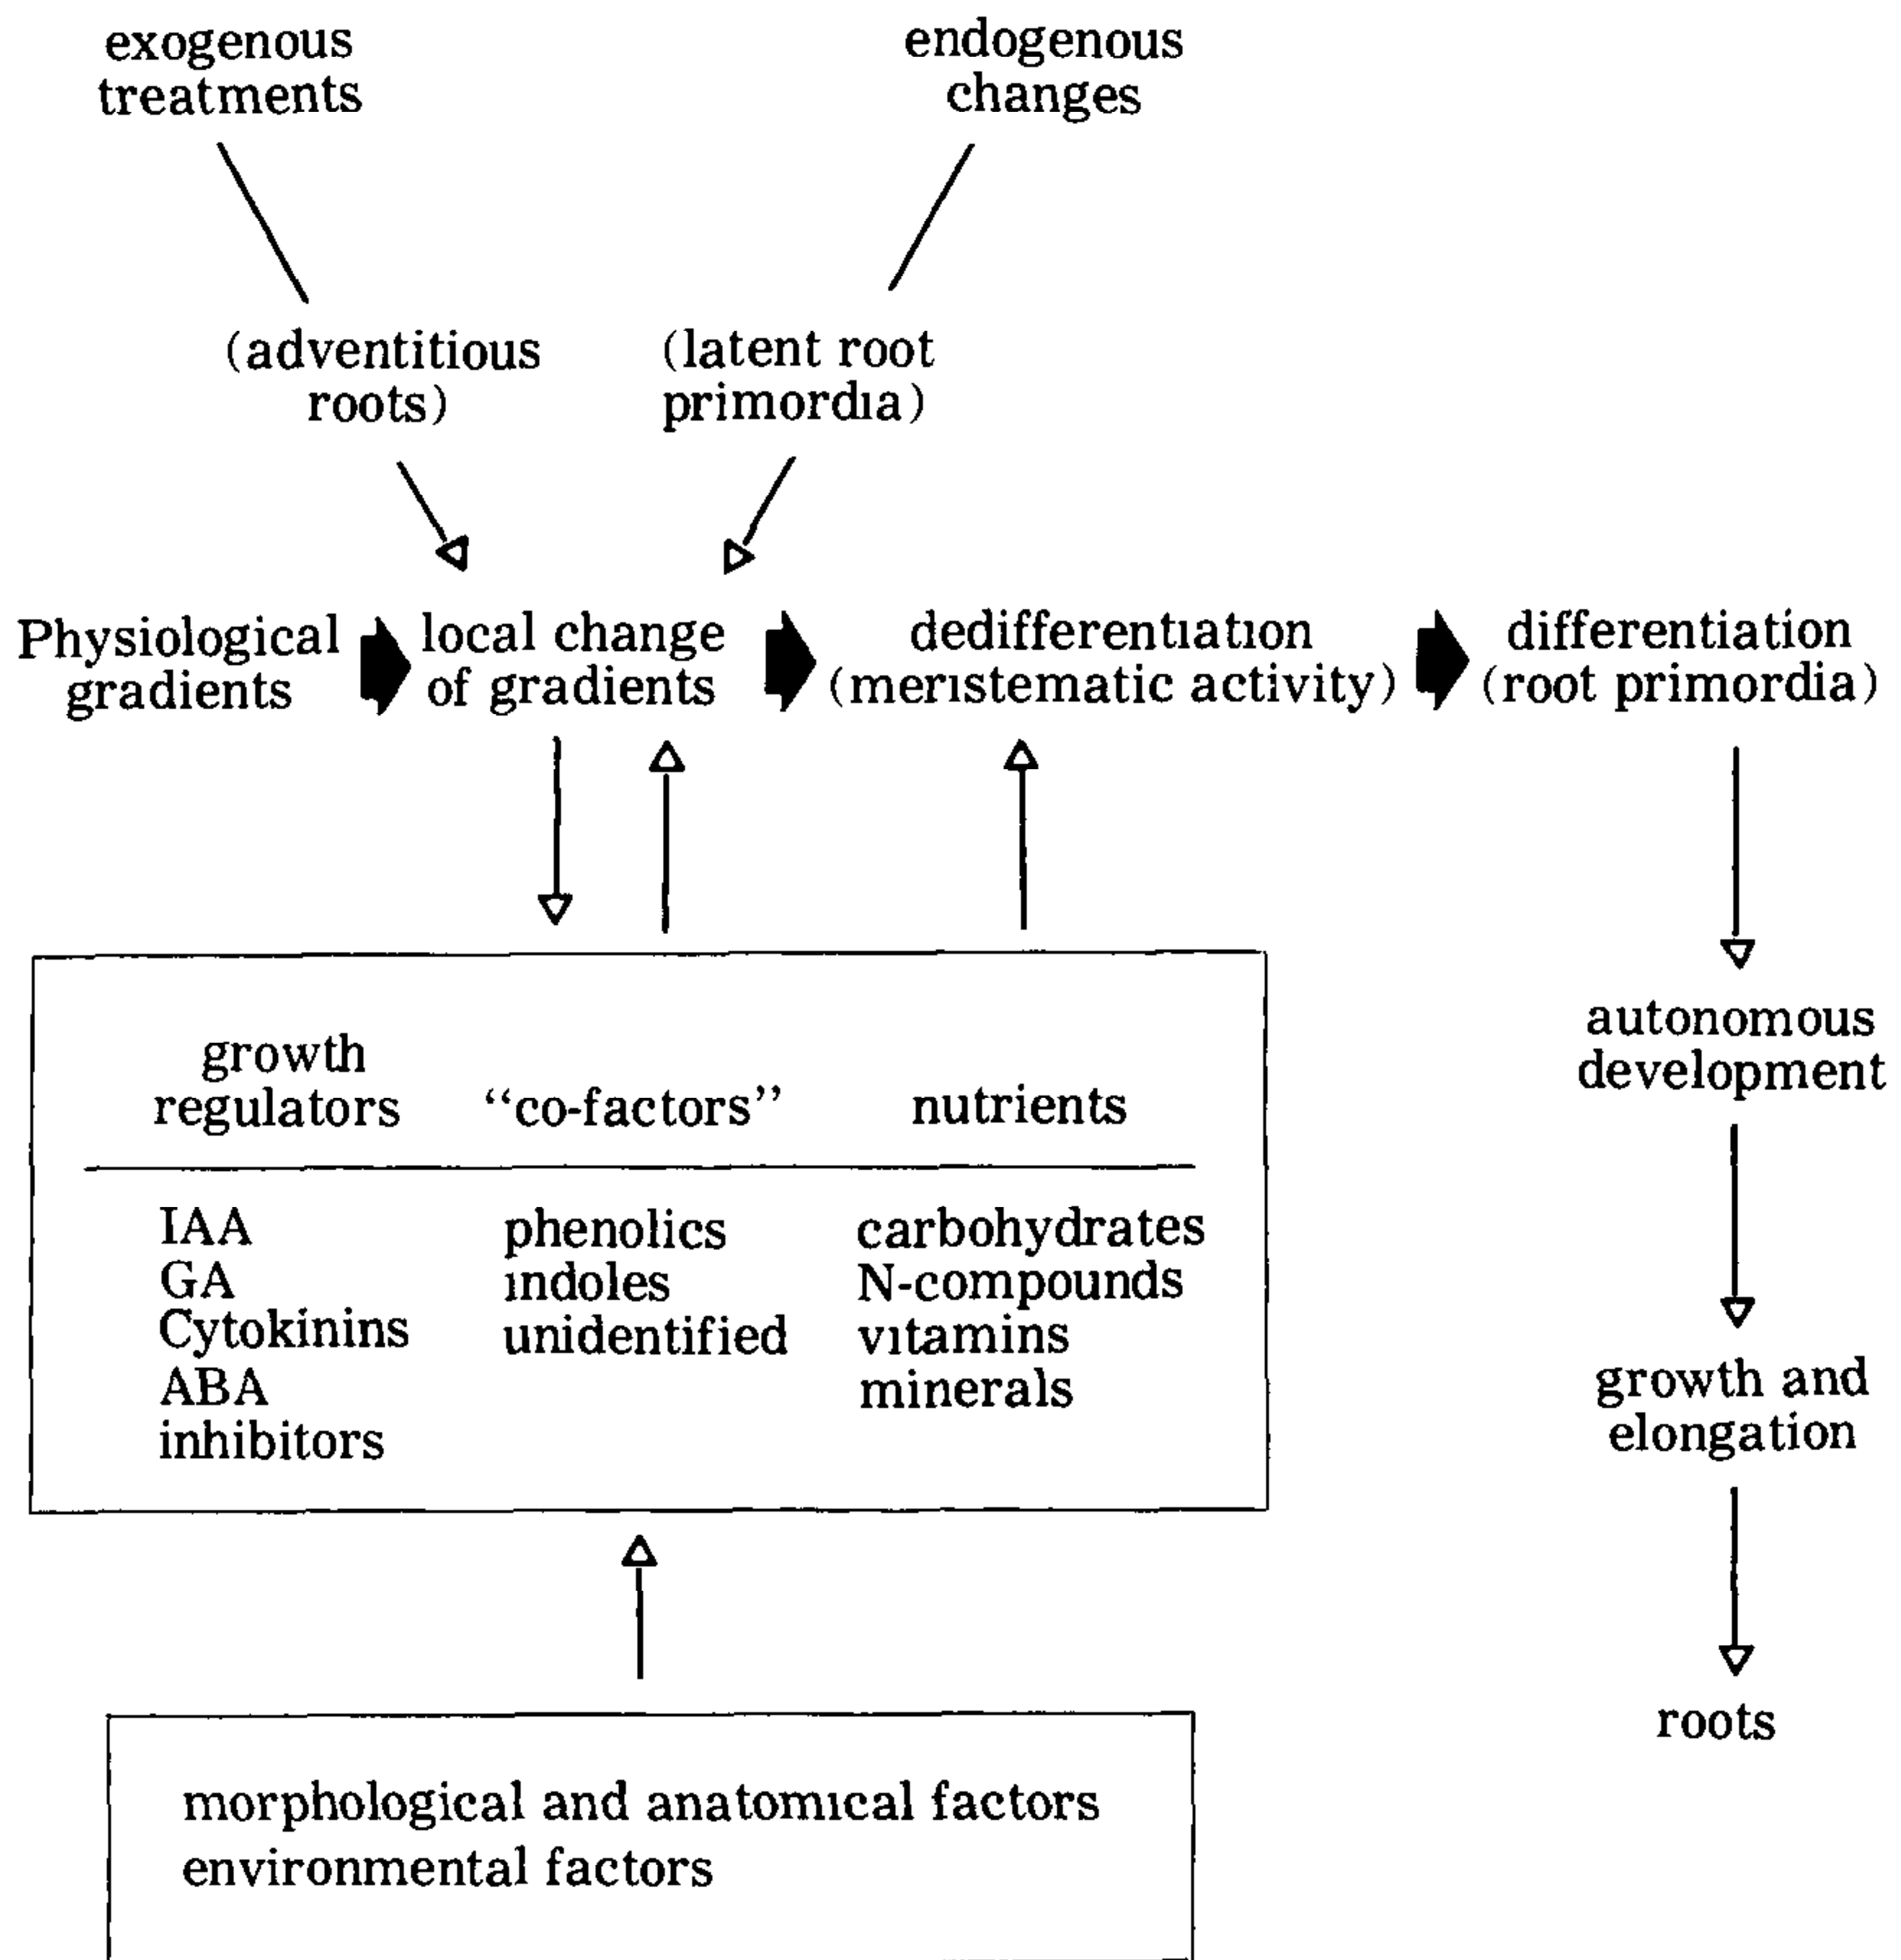 exogenous
treatments
endogenous
changes
(adventitious
roots)
(latent root
primordia)
Physiological
gradients
local change
of gradients
dedifferentiation
(meristematic activity)
differentiation
(root primordia)
growth
regulators
“co-factors”
nutrients
IAA
GA
Cytokinins
ABA
inhibitors
phenolics
indoles
unidentified
carbohydrates
N-compounds
vitamins
minerals
autonomous
development
growth and
elongation
roots
morphological and anatomical factors
environmental factors